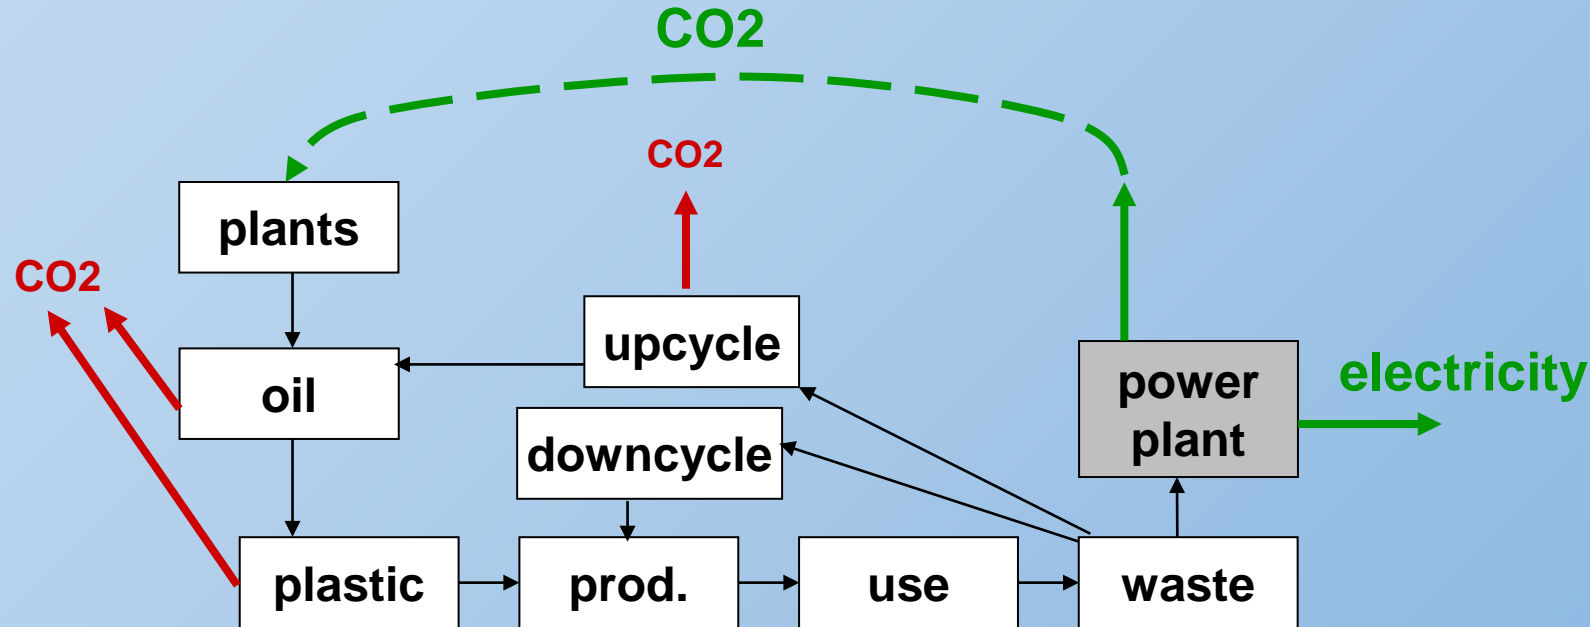 CO2
CO2
plants
CO2
upcycle
oil
power
plant
electricity
downcycle
plastic
prod.
use
waste